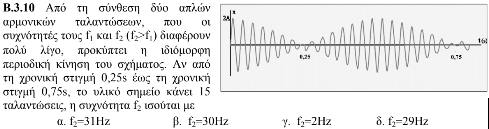 Β.3.10 Από τη σύνθεση δύο απλών
αρμονικών ταλαντώσεων, που οι
συχνότητές τους f1 και f2 (f2>f1) διαφέρουν
πολύ λίγο, προκύπτει η ιδιόμορφη
περιοδική κίνηση του σχήματος. Αν από
τη χρονική στιγμή 0,25s έως τη χρονική
στιγμή 0,75s, το υλικό σημείο κάνει 15
ταλαντώσεις, η συχνότητα f2 ισούται με
2A x
0,25 0,75 t(s)
α. f2=31Hz β. f2=30Hz γ. f2=2Hz δ. f2=29Hz